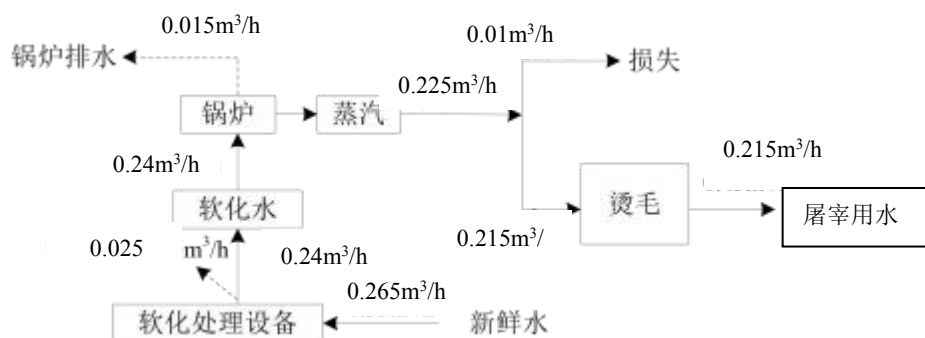 0.015m³/h
0.01m³/h
锅炉排水
损失
0.225m³/h
锅炉
蒸汽
0.24m³/h
0.215m³/h
软化水
烫毛
屠宰用水
0.215m³/
0.025 m³/h
0.24m³/h
0.265m³/h
软化处理设备
新鲜水